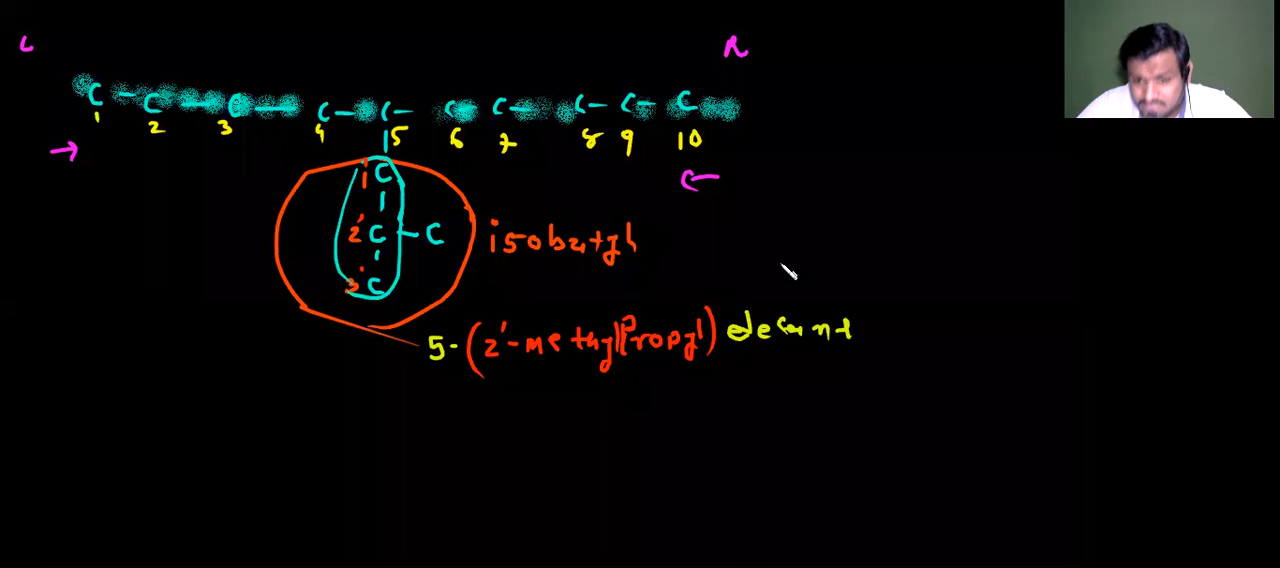 L R
C - C - C - C - C - C C - C - C - C
1 2 3 4 5 6 7 8 9 10
1' C
2' C - C isobutyl
3' C
5-(2'-methylpropyl) decane